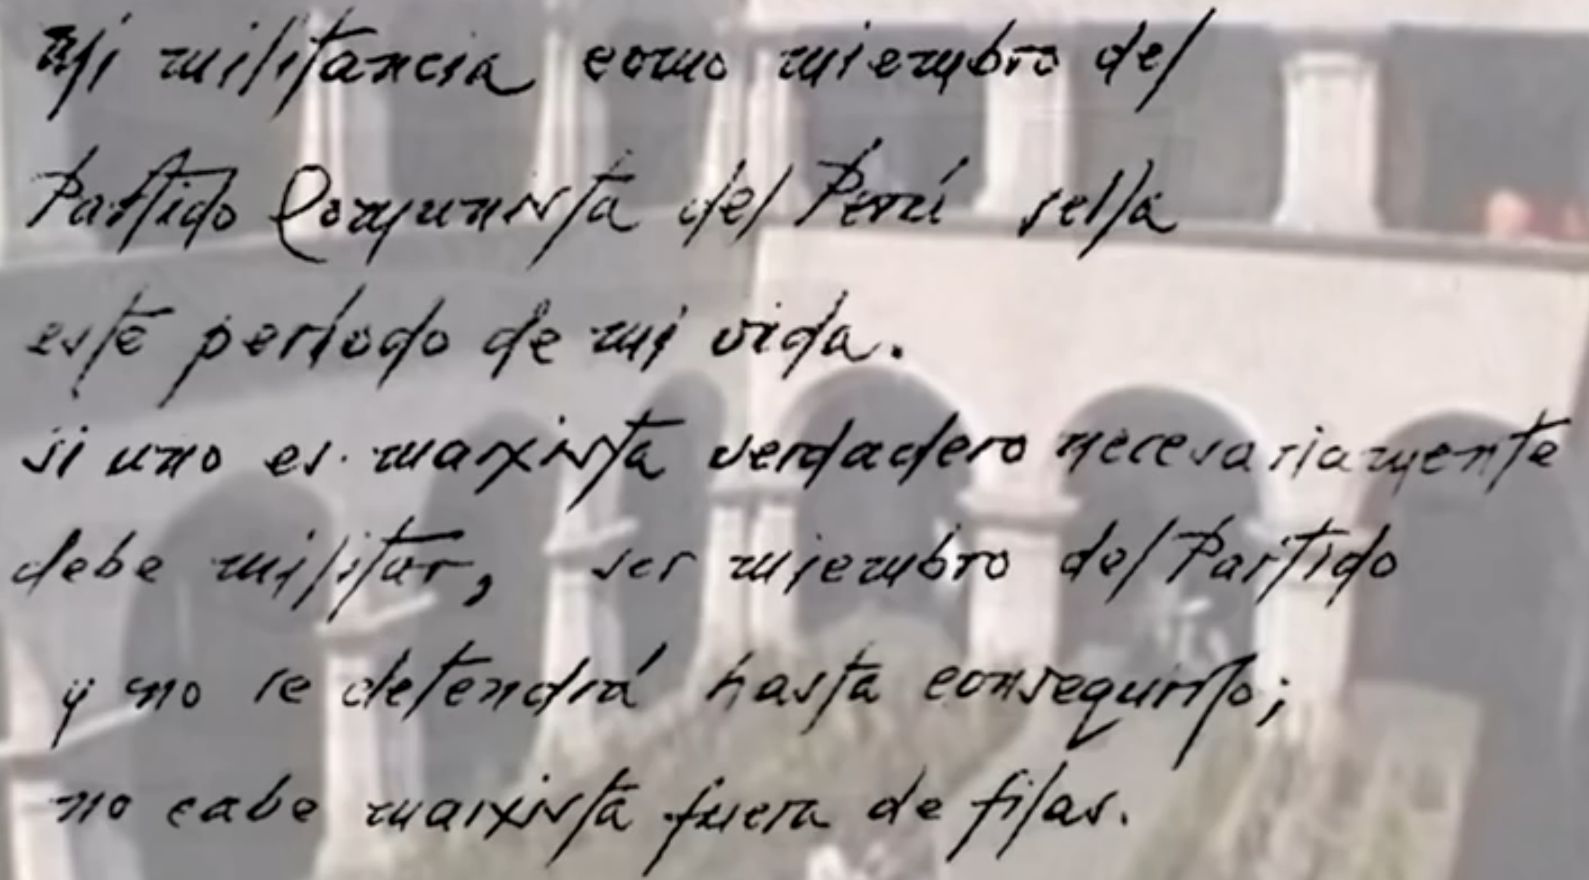 Mi militancia como miembro del
Partido Comunista del Perú sella
este período de mi vida.
si uno es marxista verdadero necesariamente
debe militar, ser miembro del Partido
y no se detendrá hasta conseguirlo;
no cabe marxista fuera de filas.